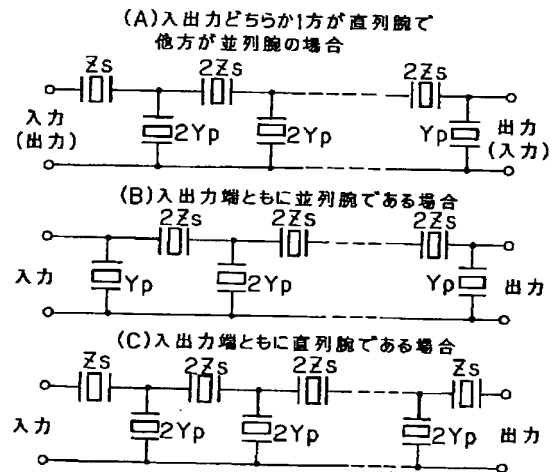 (A)入出力どちらか1方が直列腕で
他方が並列腕の場合
Zs 2Zs 2Zs
入力
(出力)
2Yp 2Yp Yp
出力
(入力)
(B)入出力端ともに並列腕である場合
2Zs 2Zs 2Zs
入力 Yp 2Yp Yp 出力
(C)入出力端ともに直列腕である場合
Zs 2Zs 2Zs Zs
入力 2Yp 2Yp 2Yp 出力